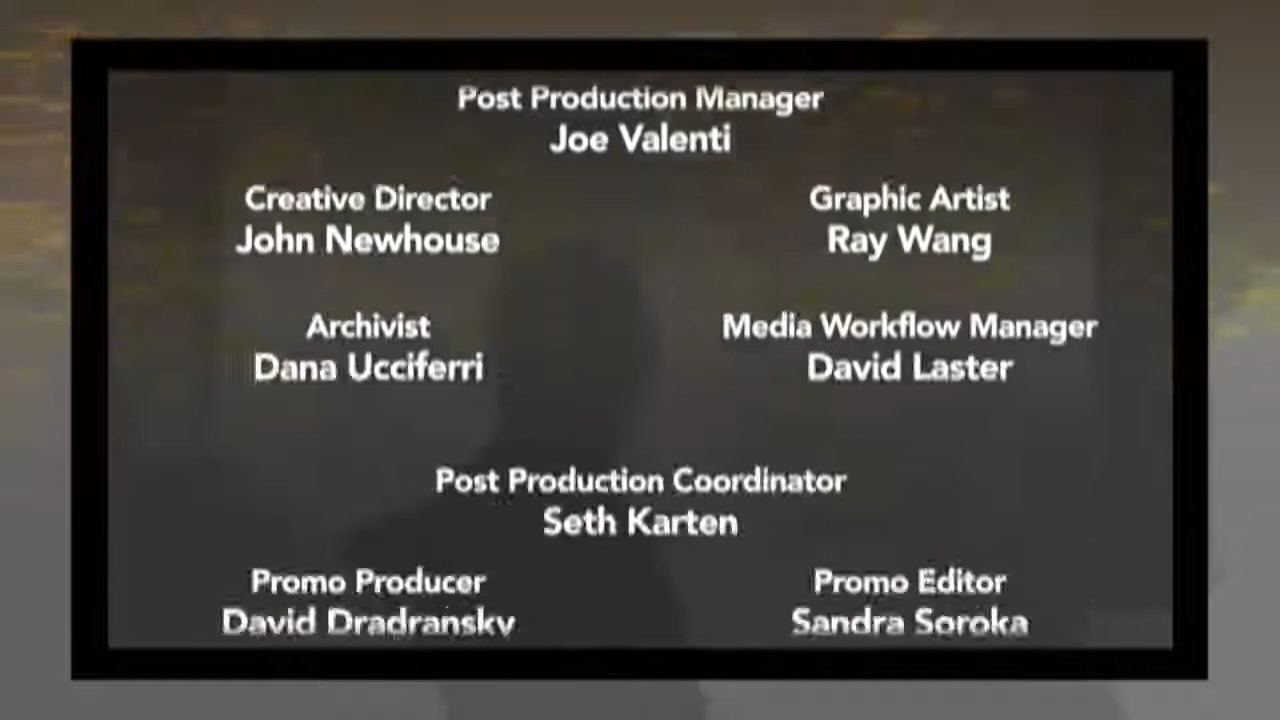 Post Production Manager
Joe Valenti
Creative Director
John Newhouse
Graphic Artist
Ray Wang
Archivist
Dana Ucciferri
Media Workflow Manager
David Laster
Post Production Coordinator
Seth Karten
Promo Producer
David Dradransky
Promo Editor
Sandra Soroka